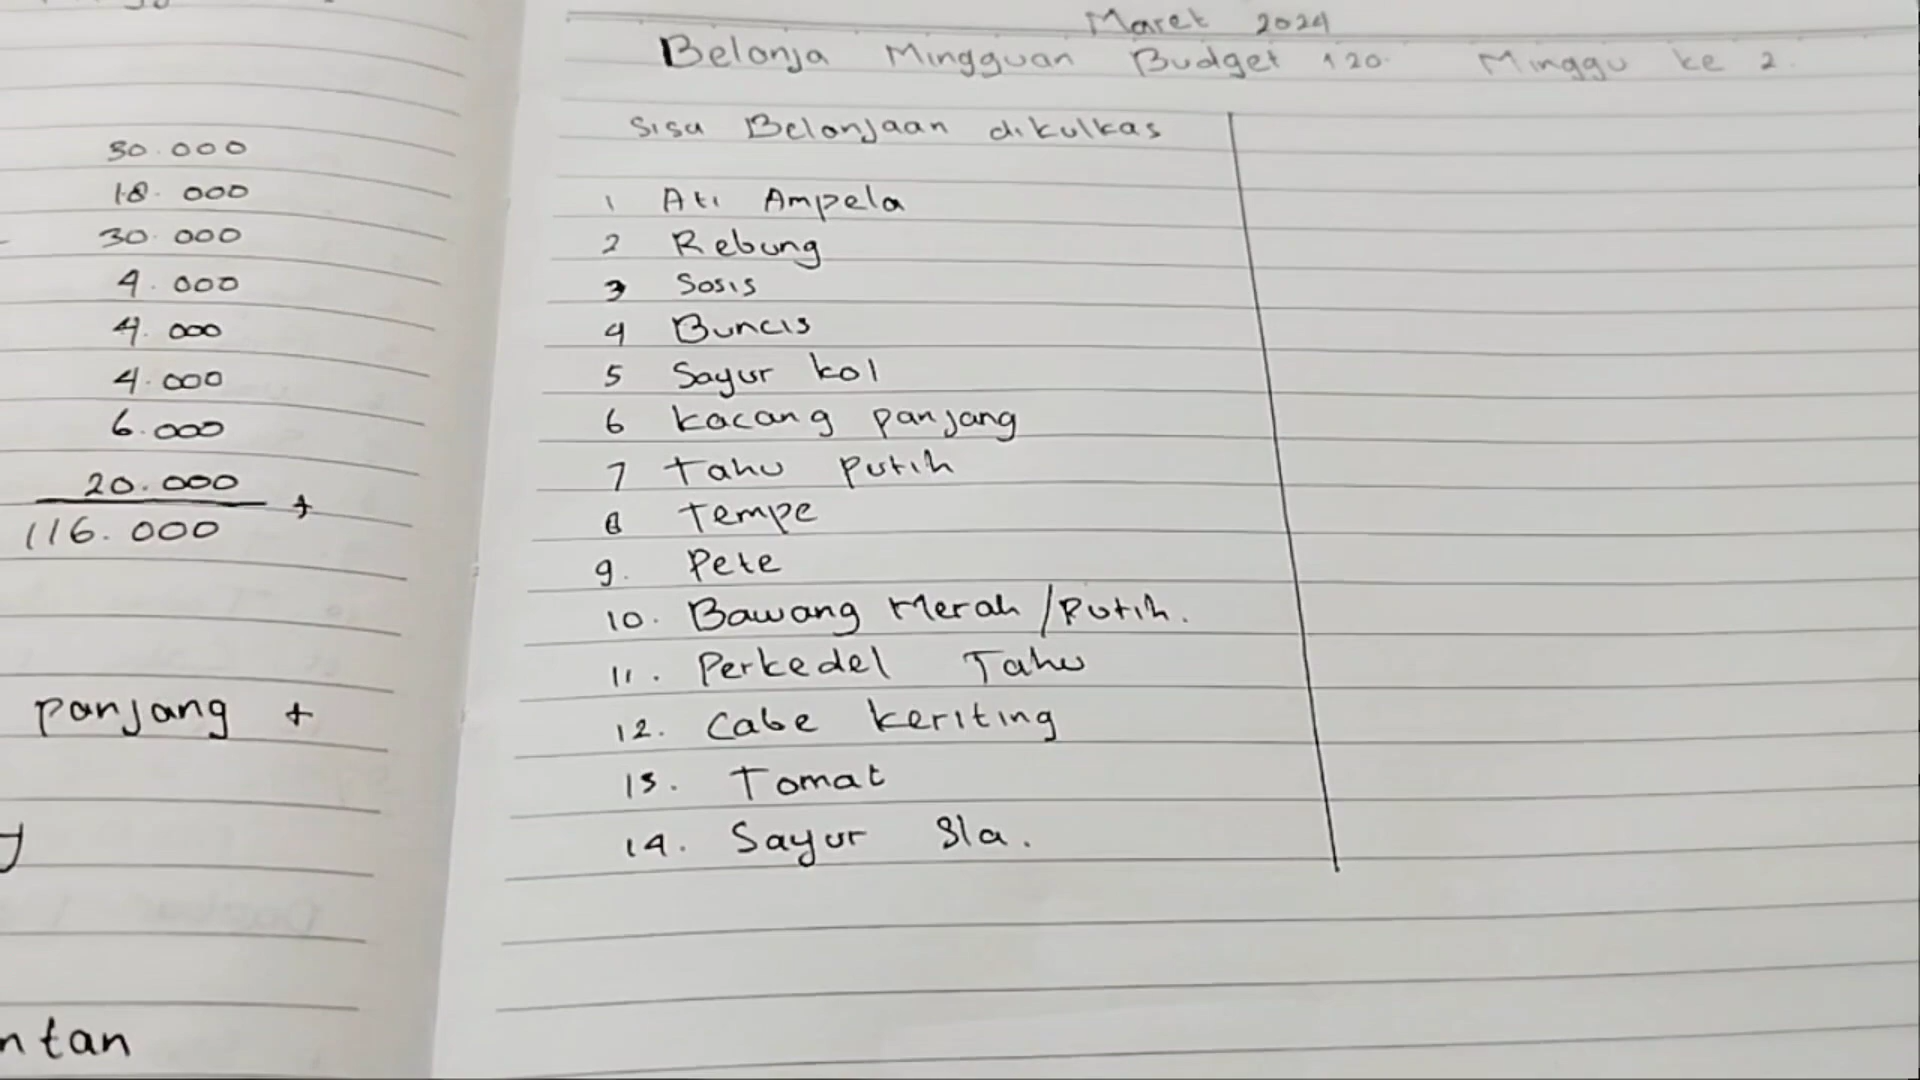 30.000
18.000
30.000
4.000
4.000
4.000
6.000
20.000 +
116.000
panjang +
ntan
Maret 2024
Belanja Mingguan Budget 120. Minggu ke 2.
Sisa Belanjaan dikulkas
1 Ati Ampela
2 Rebung
3 Sosis
4 Buncis
5 Sayur kol
6 kacang panjang
7 Tahu putih
8 Tempe
9. Pete
10. Bawang Merah / Putih.
11. Perkedel Tahu
12. Cabe keriting
13. Tomat
14. Sayur Sla.